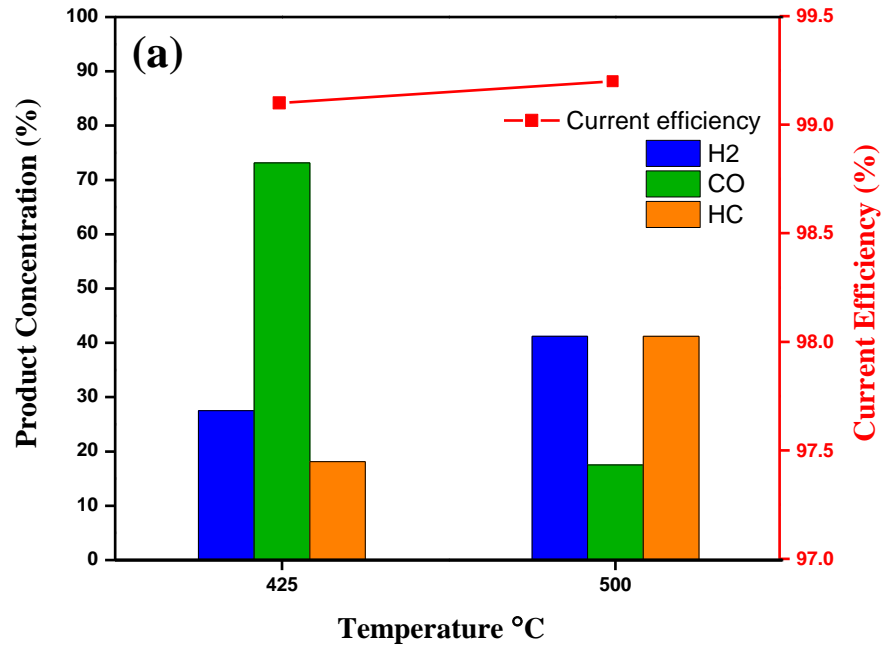 (a)
Product Concentration (%)
100
90
80
70
60
50
40
30
20
10
0
Current efficiency
H2
CO
HC
99.5
99.0
98.5
98.0
97.5
97.0
Current Efficiency (%)
425
500
Temperature °C